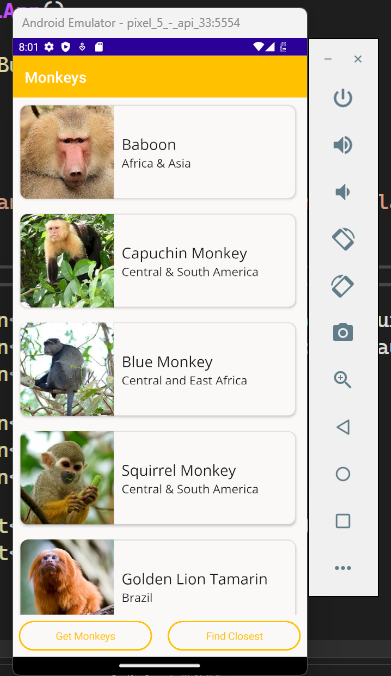 Android Emulator - pixel_5_-_api_33:5554
8:01
Monkeys
Baboon
Africa & Asia
Capuchin Monkey
Central & South America
Blue Monkey
Central and East Africa
Squirrel Monkey
Central & South America
Golden Lion Tamarin
Brazil
Get Monkeys
Find Closest